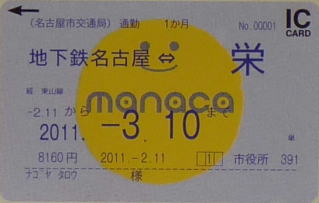 (名古屋市交通局) 通勤 1か月 No.00001 IC CARD
地下鉄名古屋 ⇔ 栄
経 東山線
manaca
-2.11 から
2011.-3.10 まで
8160円 2011.-2.11 1 市役所 391
ナゴヤ タロウ 様